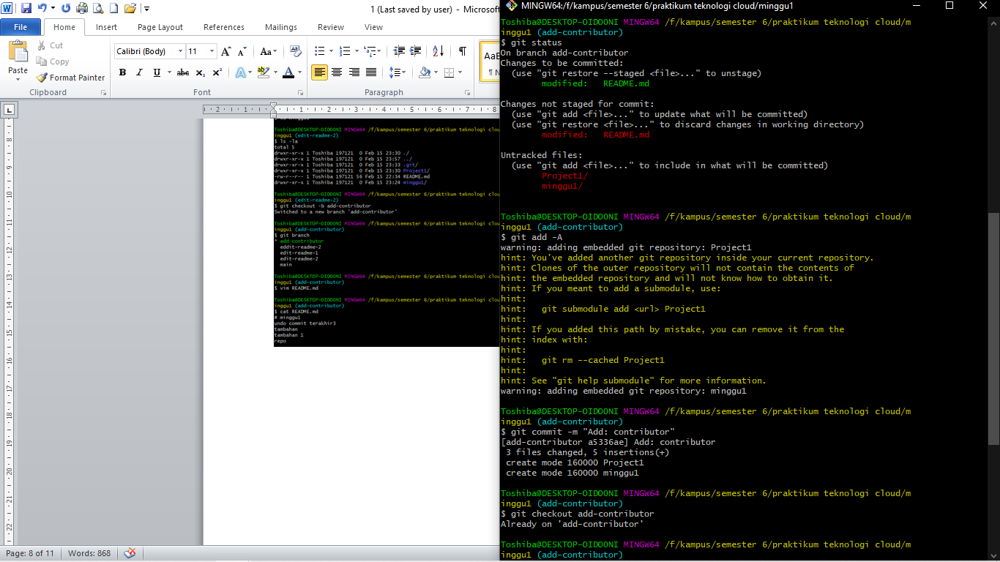 1 (Last saved by user) - Microsof
File
Home
Insert
Page Layout
References
Mailings
Review
View
Paste
Cut
Copy
Format Painter
Clipboard
Calibri (Body)
11
Font
Paragraph
Toshiba@DESKTOP-OIDOONI MINGW64 /f/kampus/semester 6/praktikum teknologi clou
inggu1 (edit-readme-2)
$ ls -la
total 5
drwxr-xr-x 1 Toshiba 197121  0 Feb 15 23:30 ./
drwxr-xr-x 1 Toshiba 197121  0 Feb 15 23:57 ../
drwxr-xr-x 1 Toshiba 197121  0 Feb 15 23:33 .git/
drwxr-xr-x 1 Toshiba 197121  0 Feb 15 23:30 Project1/
-rw-r--r-- 1 Toshiba 197121 56 Feb 15 22:34 README.md
drwxr-xr-x 1 Toshiba 197121  0 Feb 15 23:24 minggu1/
Toshiba@DESKTOP-OIDOONI MINGW64 /f/kampus/semester 6/praktikum teknologi clou
inggu1 (edit-readme-2)
$ git checkout -b add-contributor
Switched to a new branch 'add-contributor'
Toshiba@DESKTOP-OIDOONI MINGW64 /f/kampus/semester 6/praktikum teknologi clou
inggu1 (add-contributor)
$ git branch
* add-contributor
eddit-readme-2
edit-readme-1
edit-readme-2
main
Toshiba@DESKTOP-OIDOONI MINGW64 /f/kampus/semester 6/praktikum teknologi clou
inggu1 (add-contributor)
$ vim README.md
Toshiba@DESKTOP-OIDOONI MINGW64 /f/kampus/semester 6/praktikum teknologi clou
inggu1 (add-contributor)
$ cat README.md
# minggu1
undo commit terakhir3
tambahan
tambahan 1
repo
Page: 8 of 11
Words: 868
MINGW64:/f/kampus/semester 6/praktikum teknologi cloud/minggu1
Toshiba@DESKTOP-OIDOONI MINGW64 /f/kampus/semester 6/praktikum teknologi cloud/m
inggu1 (add-contributor)
$ git status
On branch add-contributor
Changes to be committed:
  (use "git restore --staged <file>..." to unstage)
        modified:   README.md
Changes not staged for commit:
  (use "git add <file>..." to update what will be committed)
  (use "git restore <file>..." to discard changes in working directory)
        modified:   README.md
Untracked files:
  (use "git add <file>..." to include in what will be committed)
        Project1/
        minggu1/
Toshiba@DESKTOP-OIDOONI MINGW64 /f/kampus/semester 6/praktikum teknologi cloud/m
inggu1 (add-contributor)
$ git add -A
warning: adding embedded git repository: Project1
hint: You've added another git repository inside your current repository.
hint: Clones of the outer repository will not contain the contents of
hint: the embedded repository and will not know how to obtain it.
hint: If you meant to add a submodule, use:
hint:
hint:   git submodule add <url> Project1
hint:
hint: If you added this path by mistake, you can remove it from the
hint: index with:
hint:
hint:   git rm --cached Project1
hint:
hint: See "git help submodule" for more information.
warning: adding embedded git repository: minggu1
Toshiba@DESKTOP-OIDOONI MINGW64 /f/kampus/semester 6/praktikum teknologi cloud/m
inggu1 (add-contributor)
$ git commit -m "Add: contributor"
[add-contributor a5336ae] Add: contributor
 3 files changed, 5 insertions(+)
 create mode 160000 Project1
 create mode 160000 minggu1
Toshiba@DESKTOP-OIDOONI MINGW64 /f/kampus/semester 6/praktikum teknologi cloud/m
inggu1 (add-contributor)
$ git checkout add-contributor
Already on 'add-contributor'
Toshiba@DESKTOP-OIDOONI MINGW64 /f/kampus/semester 6/praktikum teknologi cloud/m
inggu1 (add-contributor)